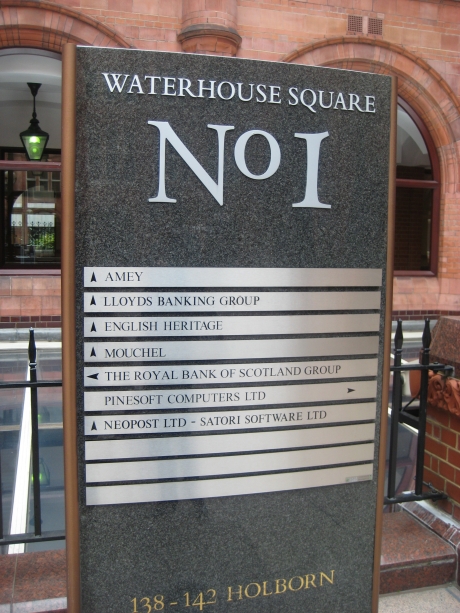 WATERHOUSE SQUARE
No1
AMEY
LLOYDS BANKING GROUP
ENGLISH HERITAGE
MOUCHEL
THE ROYAL BANK OF SCOTLAND GROUP
PINESOFT COMPUTERS LTD
NEOPOST LTD - SATORI SOFTWARE LTD
138 - 142 HOLBORN